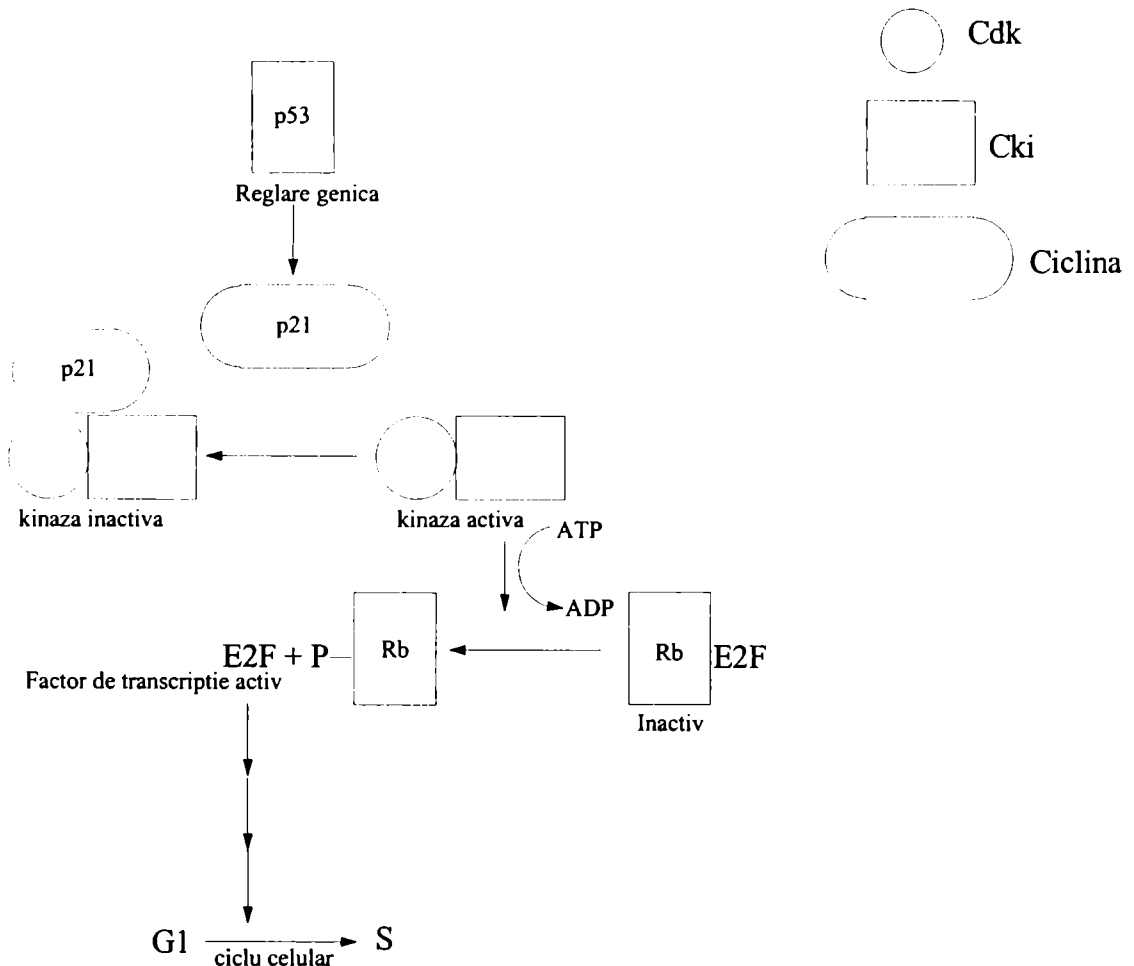 Cdk
p53
Cki
Reglare genica
Ciclina
p21
p21
kinaza inactiva
kinaza activa
ATP
ADP
E2F + P
Rb
Rb
E2F
Factor de transcriptie activ
Inactiv
G1
S
ciclu celular